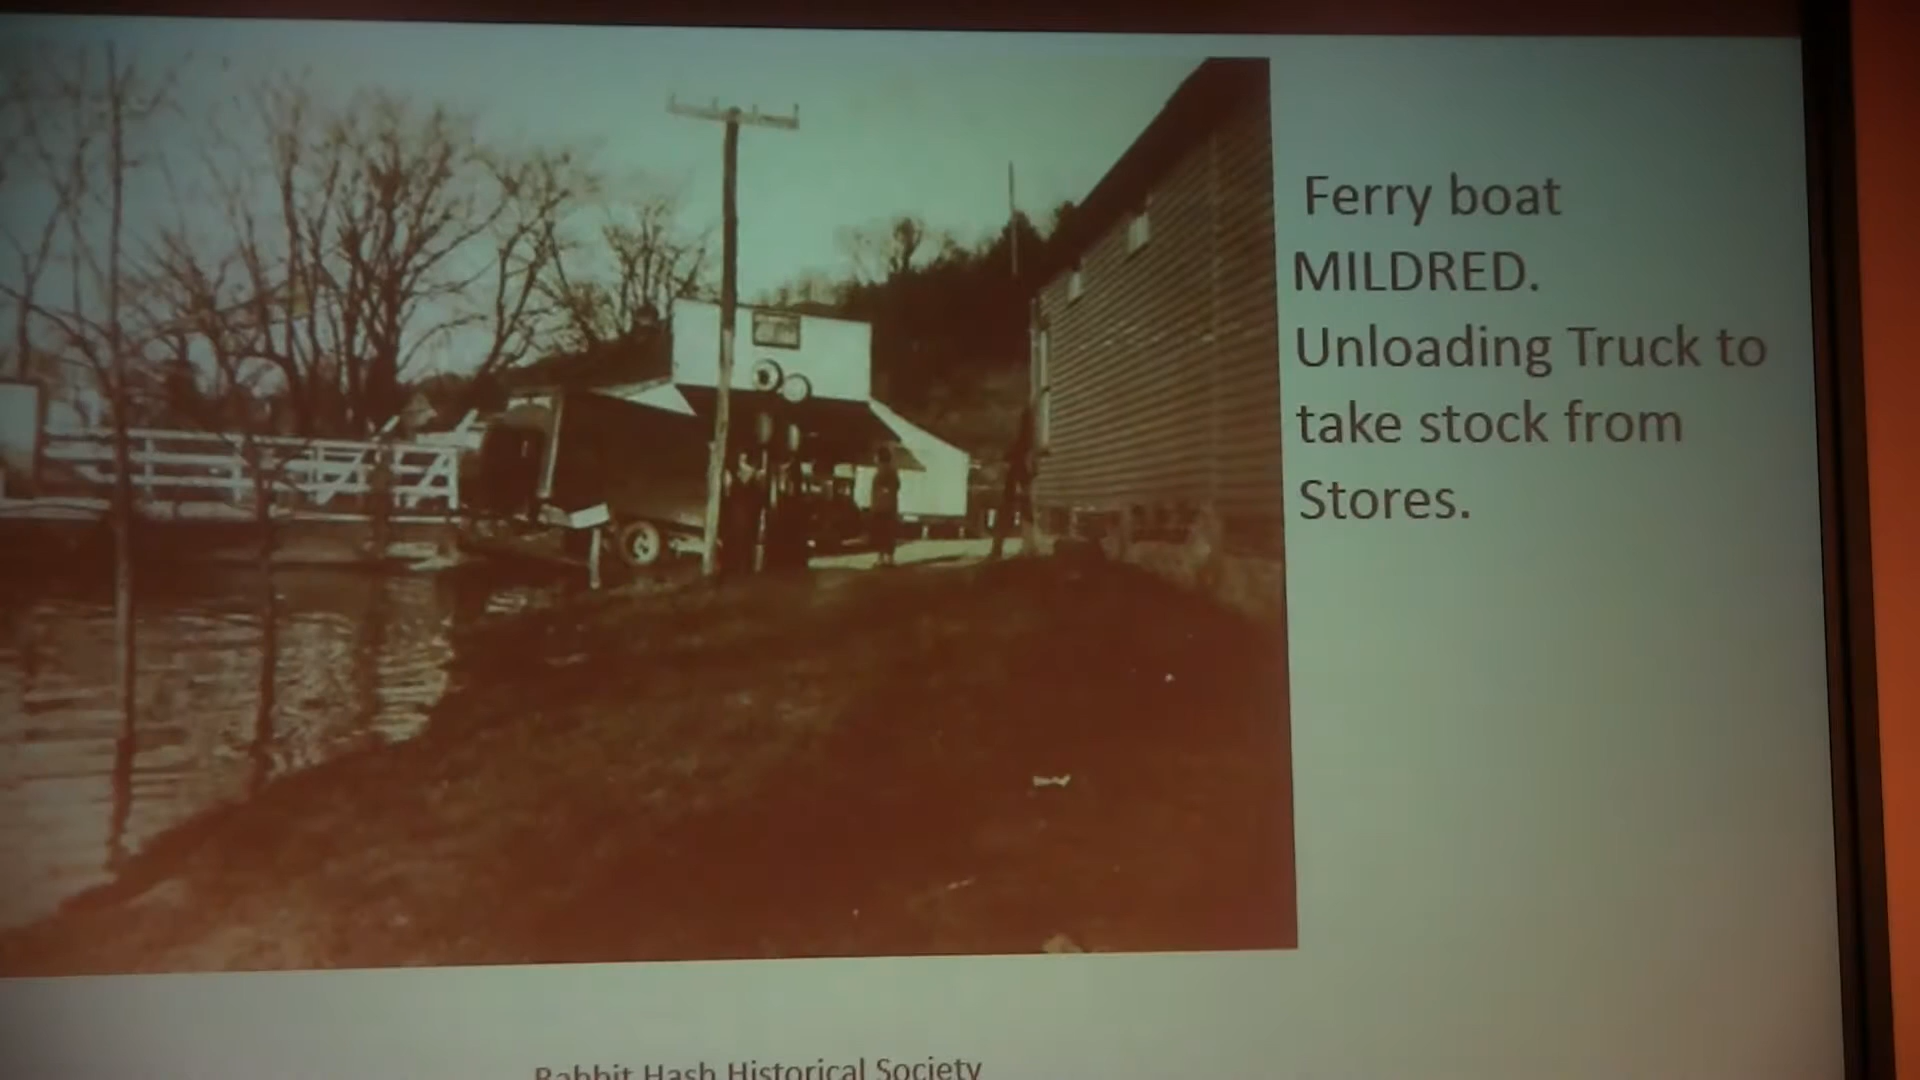 Ferry boat
MILDRED.
Unloading Truck to
take stock from
Stores.
Rabbit Hash Historical Society